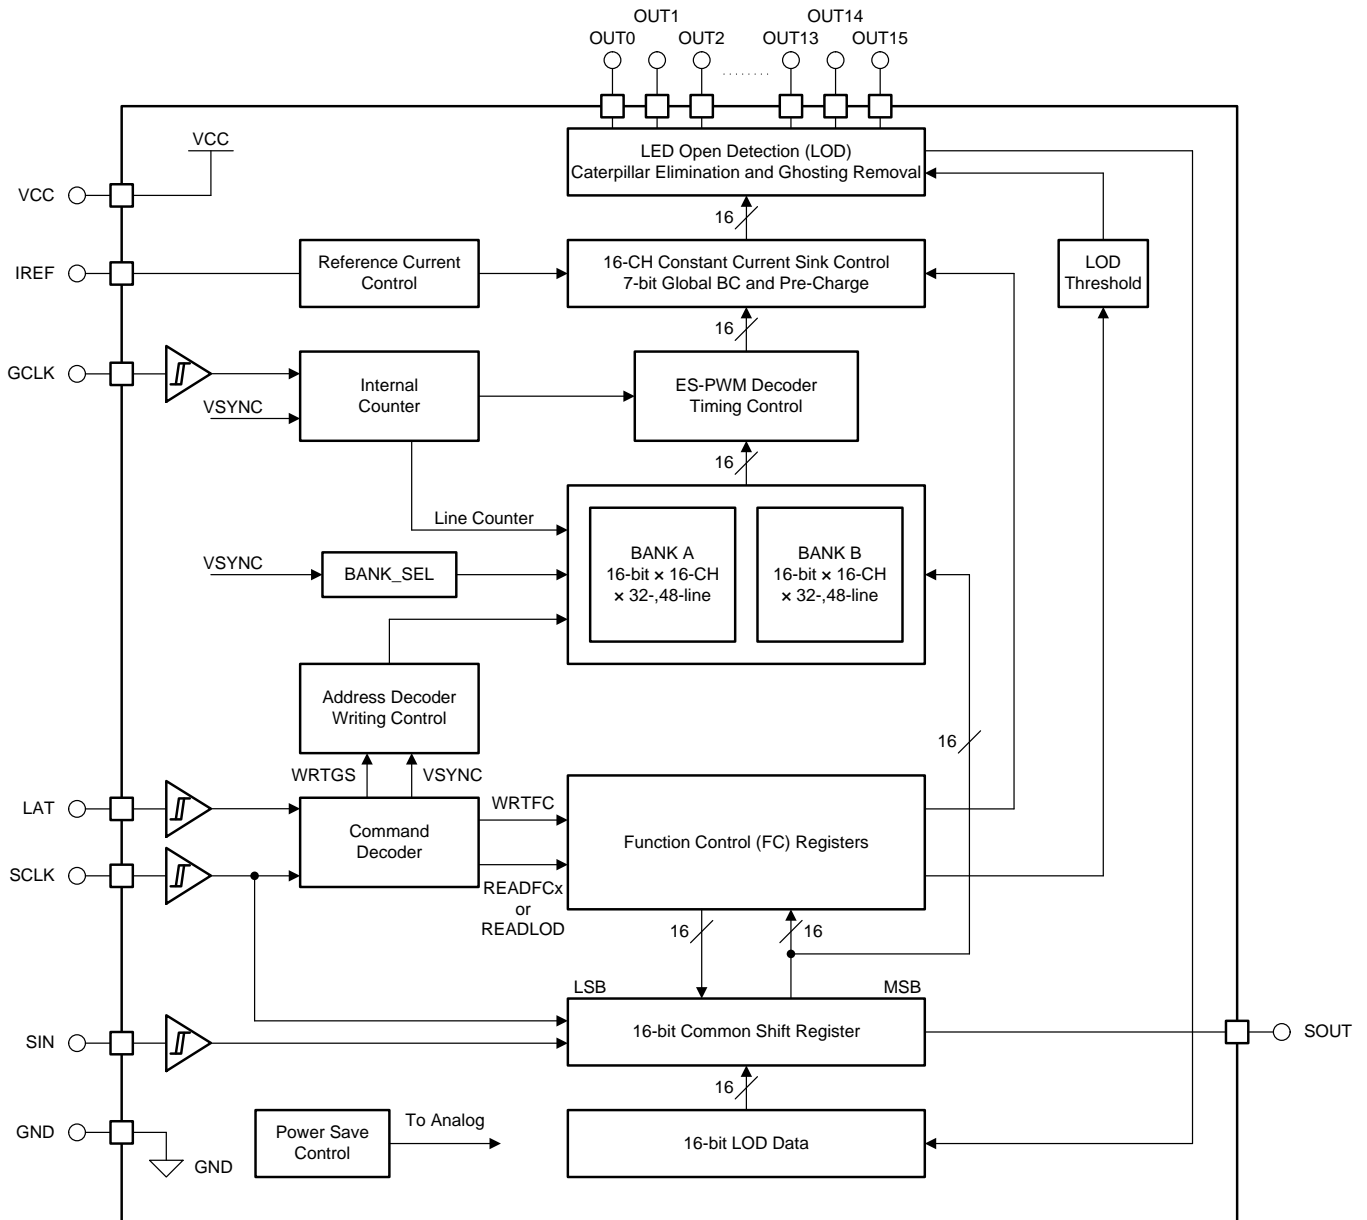 OUT1
OUT14
OUT0
OUT2
OUT13
OUT15
VCC
LED Open Detection (LOD)
Caterpillar Elimination and Ghosting Removal
VCC
16
IREF
Reference Current
Control
16-CH Constant Current Sink Control
7-bit Global BC and Pre-Charge
LOD
Threshold
16
GCLK
Internal
Counter
ES-PWM Decoder
Timing Control
VSYNC
16
Line Counter
BANK A
16-bit × 16-CH
× 32-,48-line
BANK B
16-bit × 16-CH
× 32-,48-line
VSYNC
BANK_SEL
Address Decoder
Writing Control
16
WRTGS
VSYNC
LAT
WRTFC
Command
Decoder
Function Control (FC) Registers
SCLK
READFCx
or
READLOD
16
16
LSB
MSB
SIN
16-bit Common Shift Register
SOUT
16
GND
Power Save
Control
To Analog
16-bit LOD Data
GND